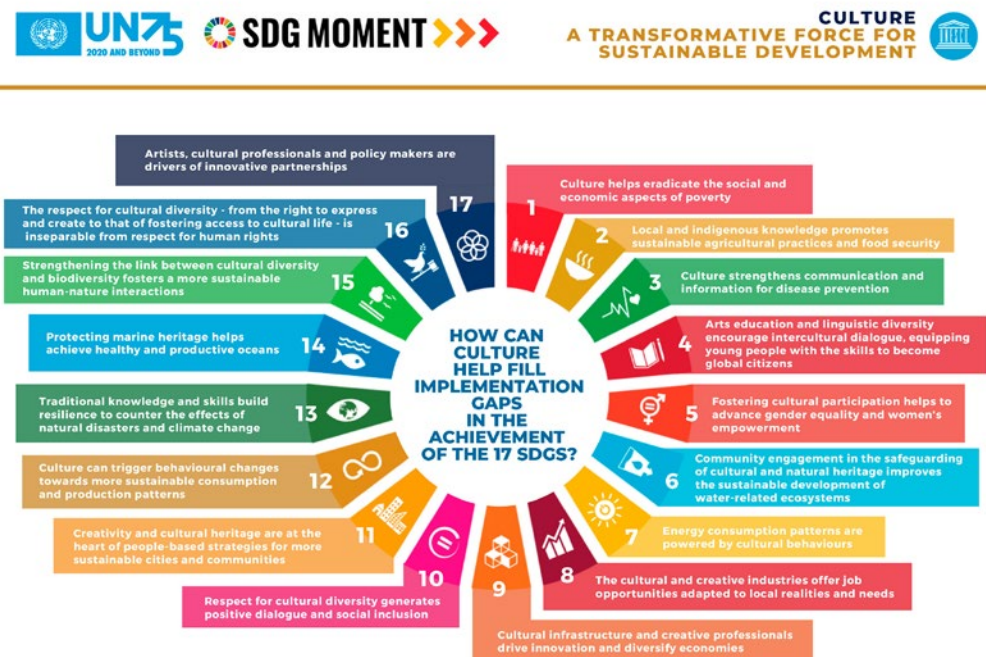 UN75
2020 AND BEYOND
SDG MOMENT
CULTURE
A TRANSFORMATIVE FORCE FOR
SUSTAINABLE DEVELOPMENT
HOW CAN
CULTURE
HELP FILL
IMPLEMENTATION
GAPS
IN THE
ACHIEVEMENT
OF THE 17 SDGS?
1
Culture helps eradicate the social and
economic aspects of poverty
2
Local and indigenous knowledge promotes
sustainable agricultural practices and food security
3
Culture strengthens communication and
information for disease prevention
4
Arts education and linguistic diversity
encourage intercultural dialogue, equipping
young people with the skills to become
global citizens
5
Fostering cultural participation helps to
advance gender equality and women's
empowerment
6
Community engagement in the safeguarding
of cultural and natural heritage improves
the sustainable development of
water-related ecosystems
7
Energy consumption patterns are
powered by cultural behaviours
8
The cultural and creative industries offer job
opportunities adapted to local realities and needs
9
Cultural infrastructure and creative professionals
drive innovation and diversify economies
10
Respect for cultural diversity generates
positive dialogue and social inclusion
11
Creativity and cultural heritage are at the
heart of people-based strategies for more
sustainable cities and communities
12
Culture can trigger behavioural changes
towards more sustainable consumption
and production patterns
13
Traditional knowledge and skills build
resilience to counter the effects of
natural disasters and climate change
14
Protecting marine heritage helps
achieve healthy and productive oceans
15
Strengthening the link between cultural diversity
and biodiversity fosters a more sustainable
human-nature interactions
16
The respect for cultural diversity - from the right to express
and create to that of fostering access to cultural life - is
inseparable from respect for human rights
17
Artists, cultural professionals and policy makers are
drivers of innovative partnerships